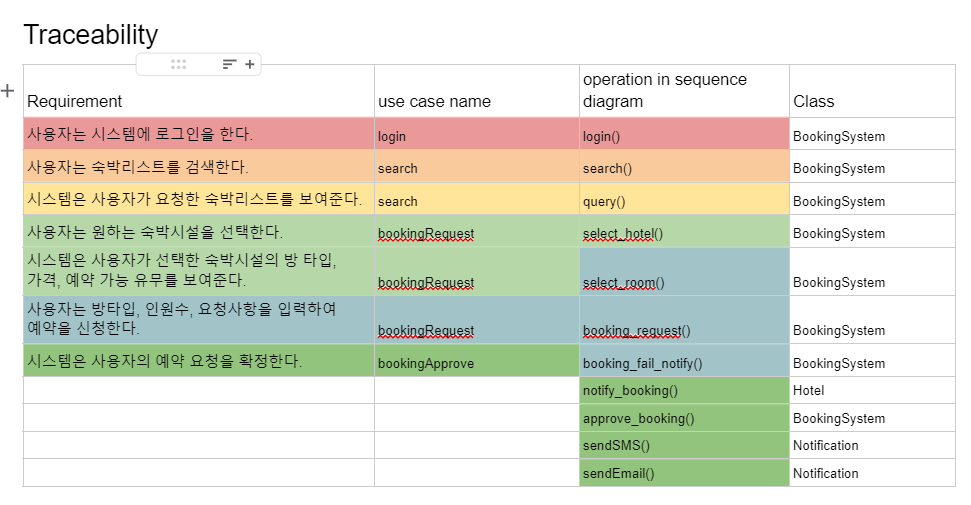 Traceability
Requirement use case name operation in sequence
diagram Class
사용자는 시스템에 로그인을 한다. login login() BookingSystem
사용자는 숙박리스트를 검색한다. search search() BookingSystem
시스템은 사용자가 요청한 숙박리스트를 보여준다. search query() BookingSystem
사용자는 원하는 숙박시설을 선택한다. bookingRequest select_hotel() BookingSystem
시스템은 사용자가 선택한 숙박시설의 방 타입,
가격, 예약 가능 유무를 보여준다. bookingRequest select_room() BookingSystem
사용자는 방타입, 인원수, 요청사항을 입력하여
예약을 신청한다. bookingRequest booking_request() BookingSystem
시스템은 사용자의 예약 요청을 확정한다. bookingApprove booking_fail_notify() BookingSystem
notify_booking() Hotel
approve_booking() BookingSystem
sendSMS() Notification
sendEmail() Notification